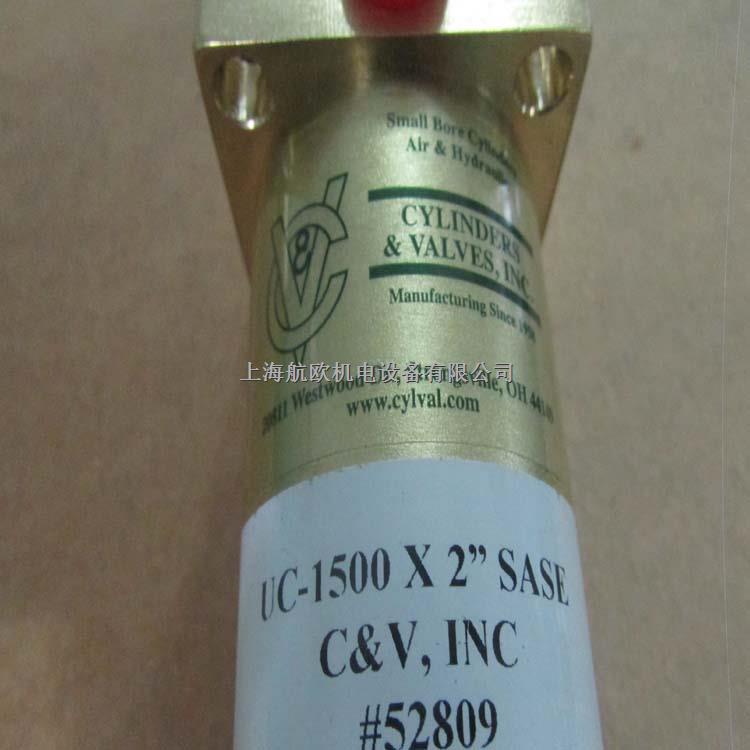 Small Bore Cylinders
Air & Hydraulic
CYLINDERS
& VALVES, INC.
Manufacturing Since
C&V
上海航欧机电设备有限公司
Westwood OH
www.cylval.com
UC-1500 X 2” SASE
C&V, INC
#52809